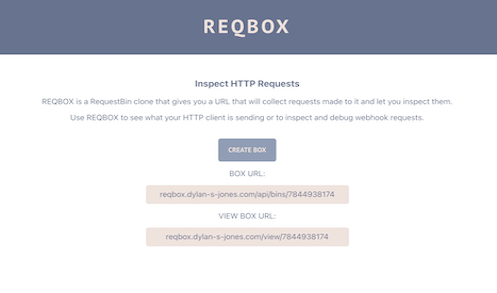 REQBOX
Inspect HTTP Requests
REQBOX is a RequestBin clone that gives you a URL that will collect requests made to it and let you inspect them.
Use REQBOX to see what your HTTP client is sending or to inspect and debug webhook requests.
CREATE BOX
BOX URL:
reqbox.dylan-s-jones.com/api/bins/7844938174
VIEW BOX URL:
reqbox.dylan-s-jones.com/view/7844938174